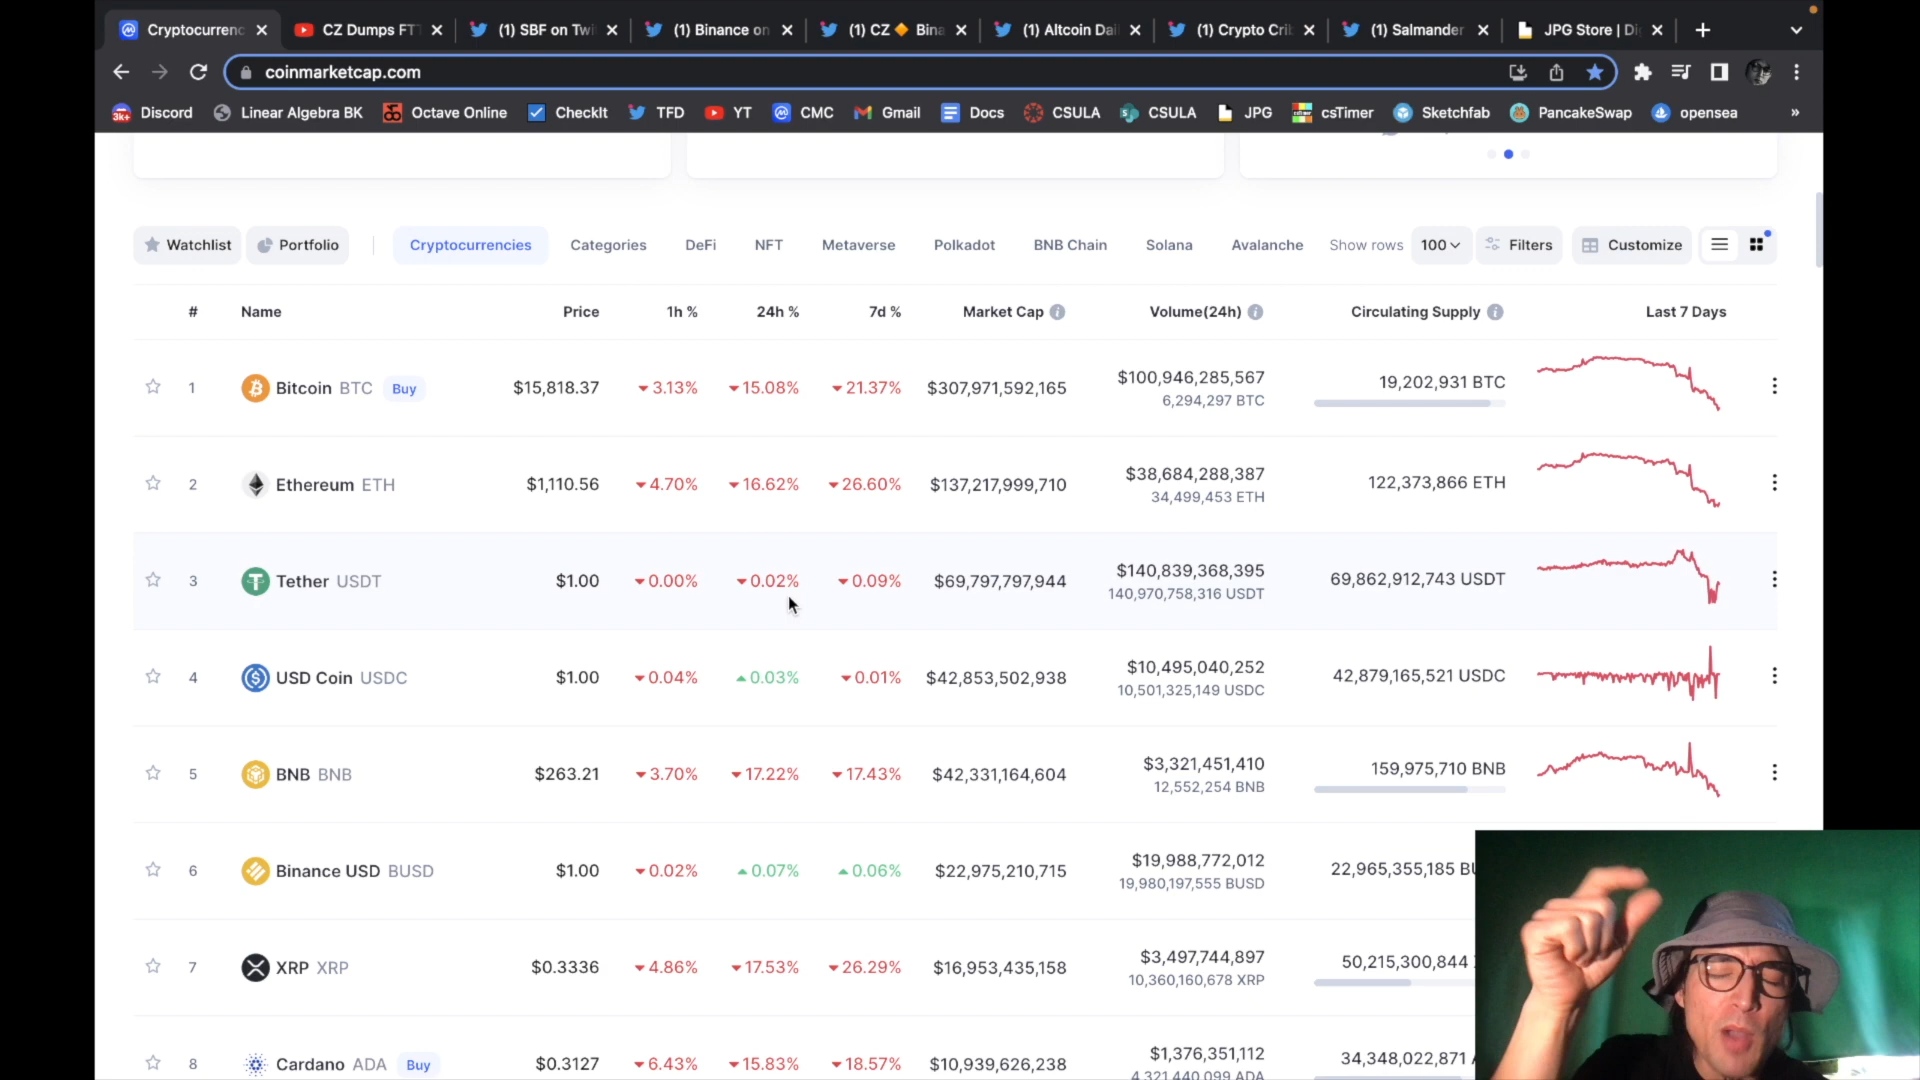 Cryptocurrenc
CZ Dumps FT
(1) SBF on Twi
(1) Binance on
(1) CZ 🔶 Bina
(1) Altcoin Dai
(1) Crypto Cri
(1) Salmander
JPG Store | Di
coinmarketcap.com
3k+ Discord
Linear Algebra BK
Octave Online
CheckIt
TFD
YT
CMC
Gmail
Docs
CSULA
CSULA
JPG
csTimer
Sketchfab
PancakeSwap
opensea
»
Watchlist
Portfolio
Cryptocurrencies
Categories
DeFi
NFT
Metaverse
Polkadot
BNB Chain
Solana
Avalanche
Show rows
100
Filters
Customize
# Name Price 1h % 24h % 7d % Market Cap Volume(24h) Circulating Supply Last 7 Days
1 Bitcoin BTC Buy $15,818.37 3.13% 15.08% 21.37% $307,971,592,165 $100,946,285,567 19,202,931 BTC
6,294,297 BTC
2 Ethereum ETH $1,110.56 4.70% 16.62% 26.60% $137,217,999,710 $38,684,288,387 122,373,866 ETH
34,499,453 ETH
3 Tether USDT $1.00 0.00% 0.02% 0.09% $69,797,797,944 $140,839,368,395 69,862,912,743 USDT
140,970,758,316 USDT
4 USD Coin USDC $1.00 0.04% 0.03% 0.01% $42,853,502,938 $10,495,040,252 42,879,165,521 USDC
10,501,325,149 USDC
5 BNB BNB $263.21 3.70% 17.22% 17.43% $42,331,164,604 $3,321,451,410 159,975,710 BNB
12,552,254 BNB
6 Binance USD BUSD $1.00 0.02% 0.07% 0.06% $22,975,210,715 $19,988,772,012 22,965,355,185 BU
19,980,197,555 BUSD
7 XRP XRP $0.3336 4.86% 17.53% 26.29% $16,953,435,158 $3,497,744,897 50,215,300,844
10,360,160,678 XRP
8 Cardano ADA Buy $0.3127 6.43% 15.83% 18.57% $10,939,626,238 $1,376,351,112 34,348,022,871
4,321,440,099 ADA